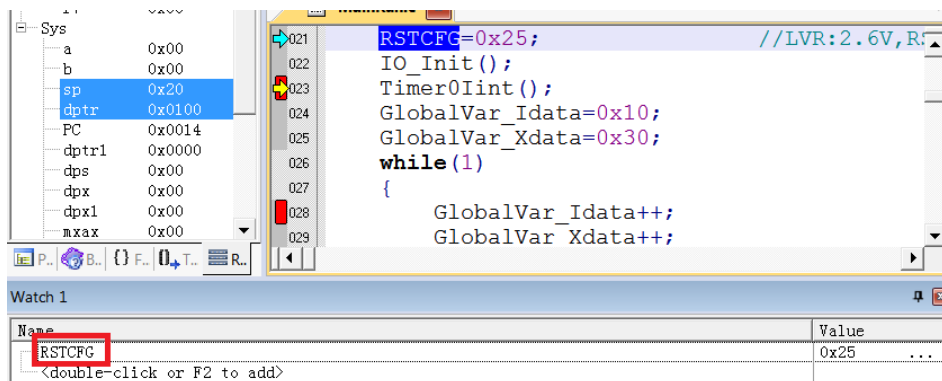 Sys
a 0x00
b 0x00
sp 0x20
dptr 0x0100
PC 0x0014
dptr1 0x0000
dps 0x00
dpx 0x00
dpx1 0x00
mxax 0x00
P.. B.. {} F.. T.. R..
021 RSTCFG=0x25; //LVR:2.6V,RS
022 IO_Init();
023 Timer0Iint();
024 GlobalVar_Idata=0x10;
025 GlobalVar_Xdata=0x30;
026 while(1)
027 {
028 GlobalVar_Idata++;
029 GlobalVar_Xdata++;
Watch 1
Name Value
RSTCFG 0x25 ...
<double-click or F2 to add>